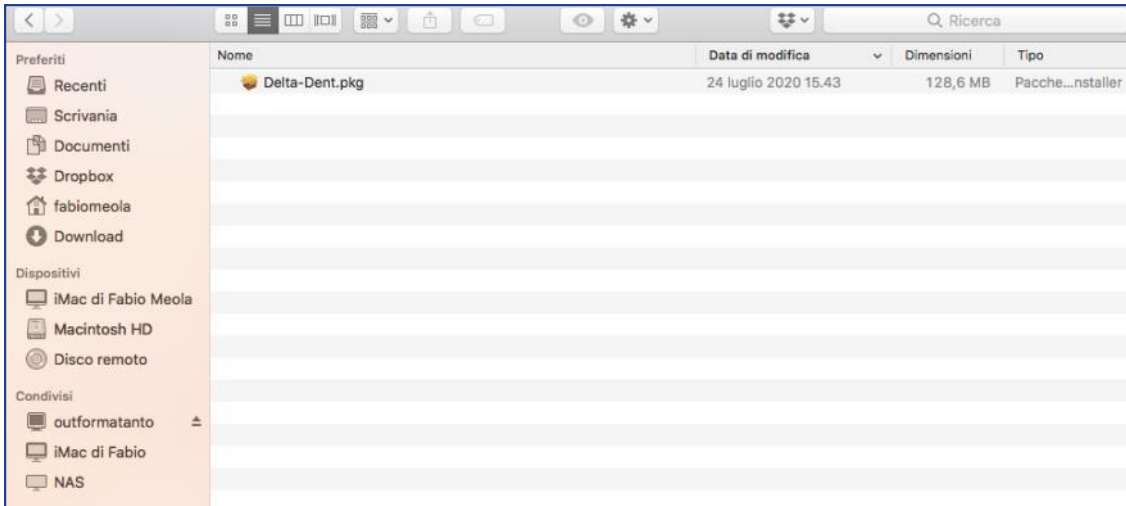 Ricerca
Preferiti
Recenti
Scrivania
Documenti
Dropbox
fabiomeola
Download
Dispositivi
iMac di Fabio Meola
Macintosh HD
Disco remoto
Condivisi
outformatanto
iMac di Fabio
NAS
Nome Data di modifica Dimensioni Tipo
Delta-Dent.pkg 24 luglio 2020 15.43 128,6 MB Pacche...nstaller